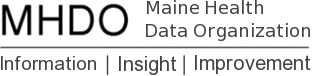 MHDO Maine Health
Data Organization
Information | Insight | Improvement